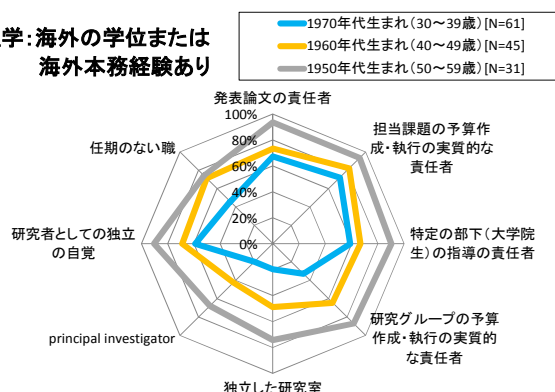 学:海外の学位または
海外本務経験あり
1970年代生まれ(30~39歳)[N=61]
1960年代生まれ(40~49歳)[N=45]
1950年代生まれ(50~59歳)[N=31]
発表論文の責任者
100%
80%
60%
40%
20%
0%
担当課題の予算作
成・執行の実質的な
責任者
特定の部下(大学院
生)の指導の責任者
研究グループの予算
作成・執行の実質的
な責任者
独立した研究室
principal investigator
研究者としての独立
の自覚
任期のない職